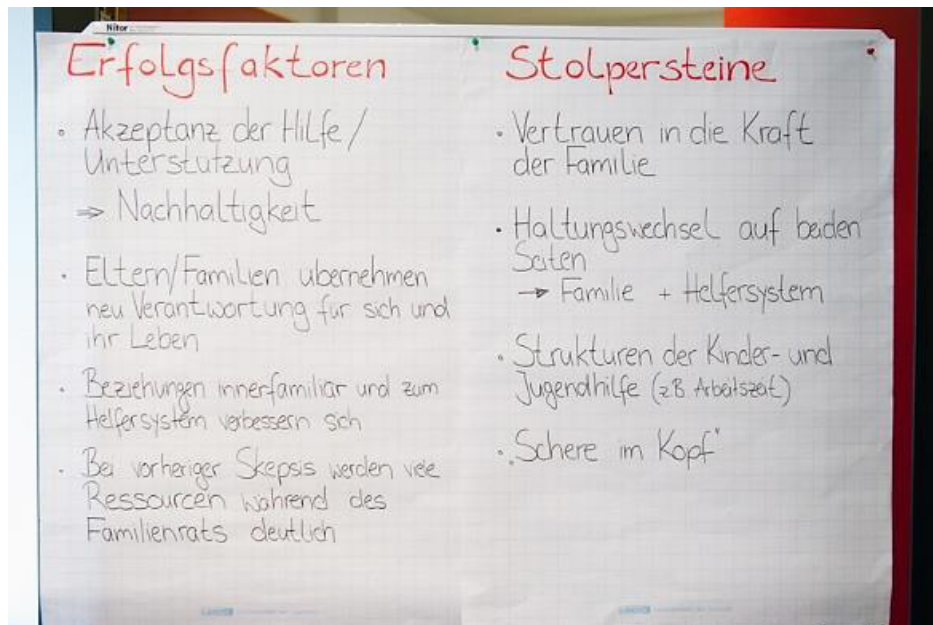 Nitor
Erfolgsfaktoren
• Akzeptanz der Hilfe /
Unterstutzung
⇒ Nachhaltigkeit
• Eltern/Familien ubernehmen
neu Verantwortung für sich und
ihr Leben
• Beziehungen innerfamiliär und zum
Helfersystem verbessern sich
• Bei vorheriger Skepsis werden viele
Ressourcen während des
Familienrats deutlich
Stolpersteine
• Vertrauen in die Kraft
der Familie
• Haltungswechsel auf beiden
Seiten
→ Familie + Helfersystem
• Strukturen der Kinder- und
Jugendhilfe (zB Arbeitszeit)
• „Schere im Kopf"